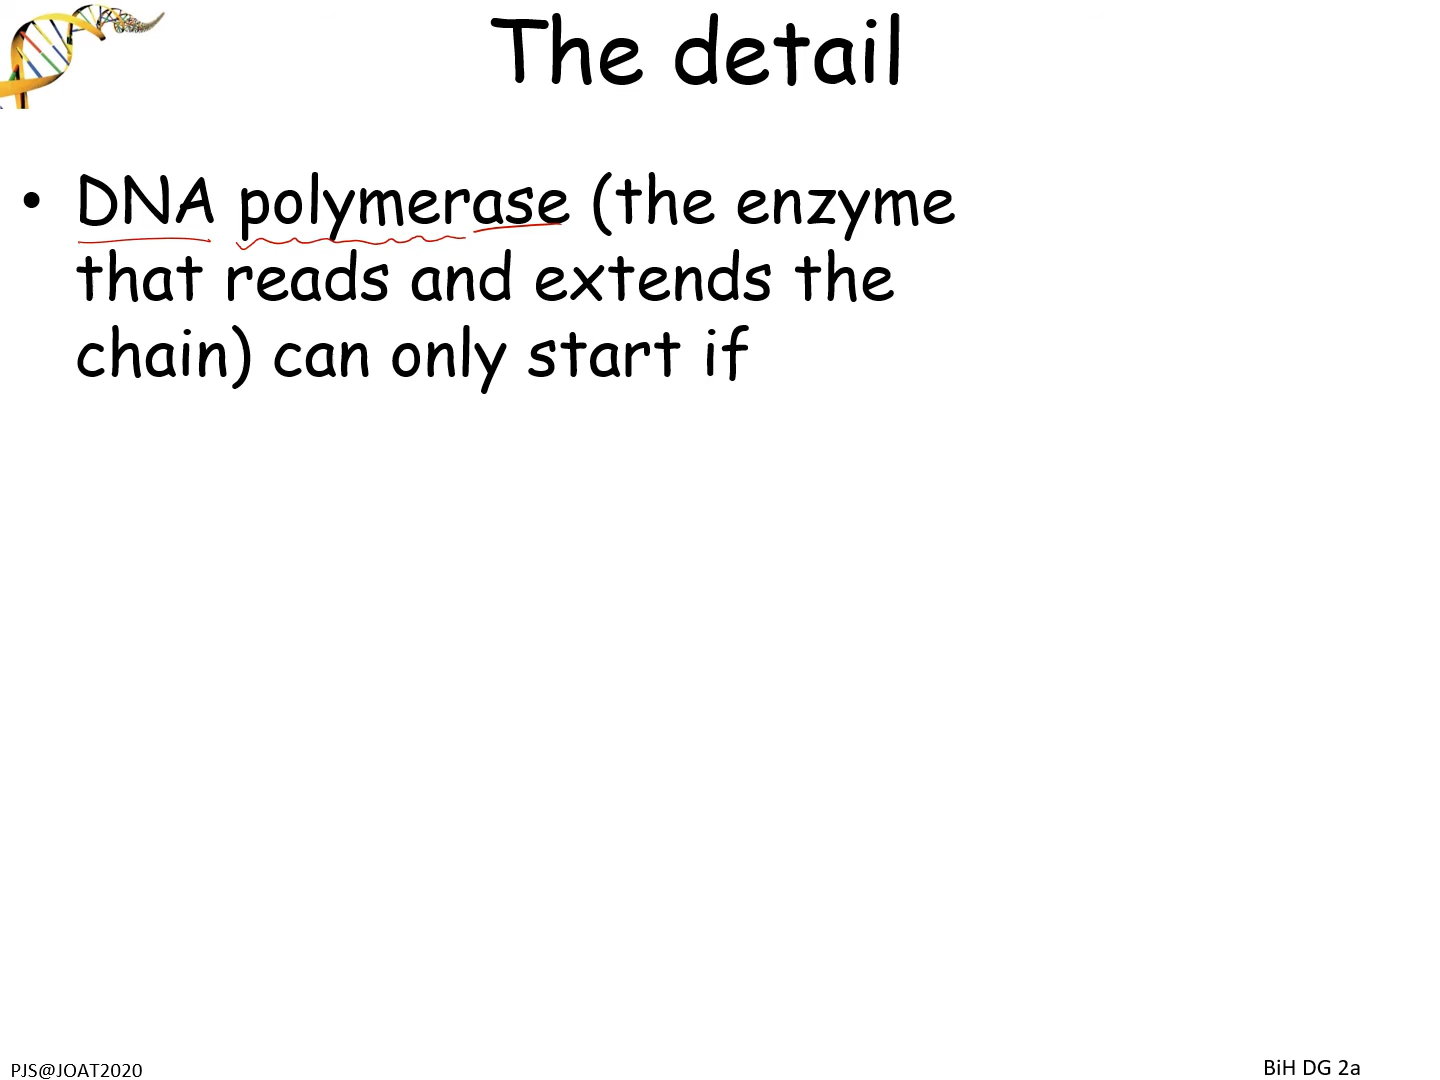 The detail
• DNA polymerase (the enzyme
that reads and extends the
chain) can only start if
PJS@JOAT2020
BiH DG 2a